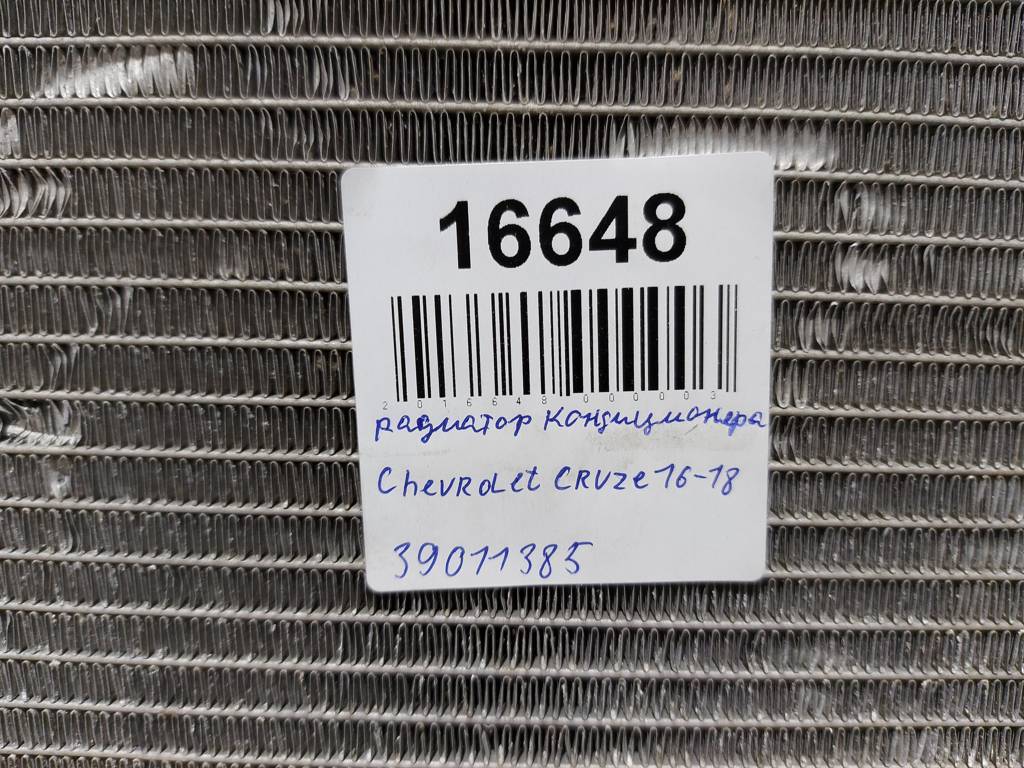 16648
2016648000003
радиатор кондиционера
Chevrolet Cruze 16-18
39011385